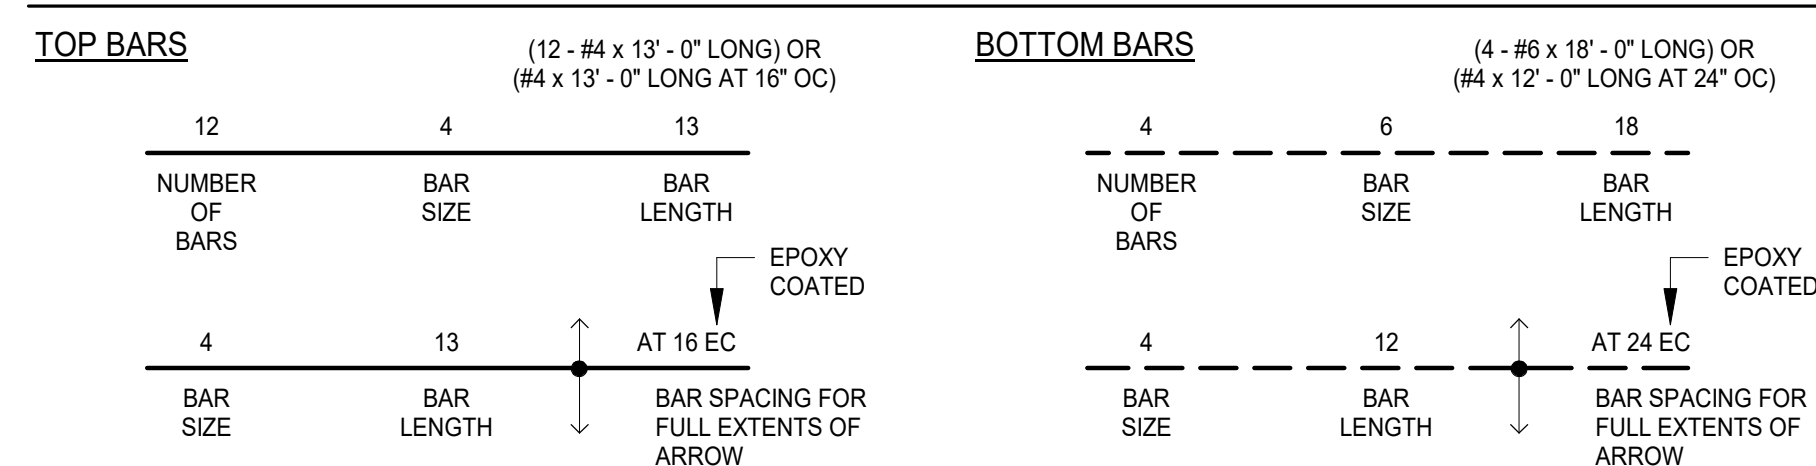 TOP BARS
(12 - #4 x 13' - 0" LONG) OR
(#4 x 13' - 0" LONG AT 16" OC)
12 4 13
NUMBER
OF
BARS
BAR
SIZE
BAR
LENGTH
EPOXY
COATED
4 13 AT 16 EC
BAR
SIZE
BAR
LENGTH
BAR SPACING FOR
FULL EXTENTS OF
ARROW
BOTTOM BARS
(4 - #6 x 18' - 0" LONG) OR
(#4 x 12' - 0" LONG AT 24" OC)
4 6 18
NUMBER
OF
BARS
BAR
SIZE
BAR
LENGTH
EPOXY
COATED
4 12 AT 24 EC
BAR
SIZE
BAR
LENGTH
BAR SPACING FOR
FULL EXTENTS OF
ARROW